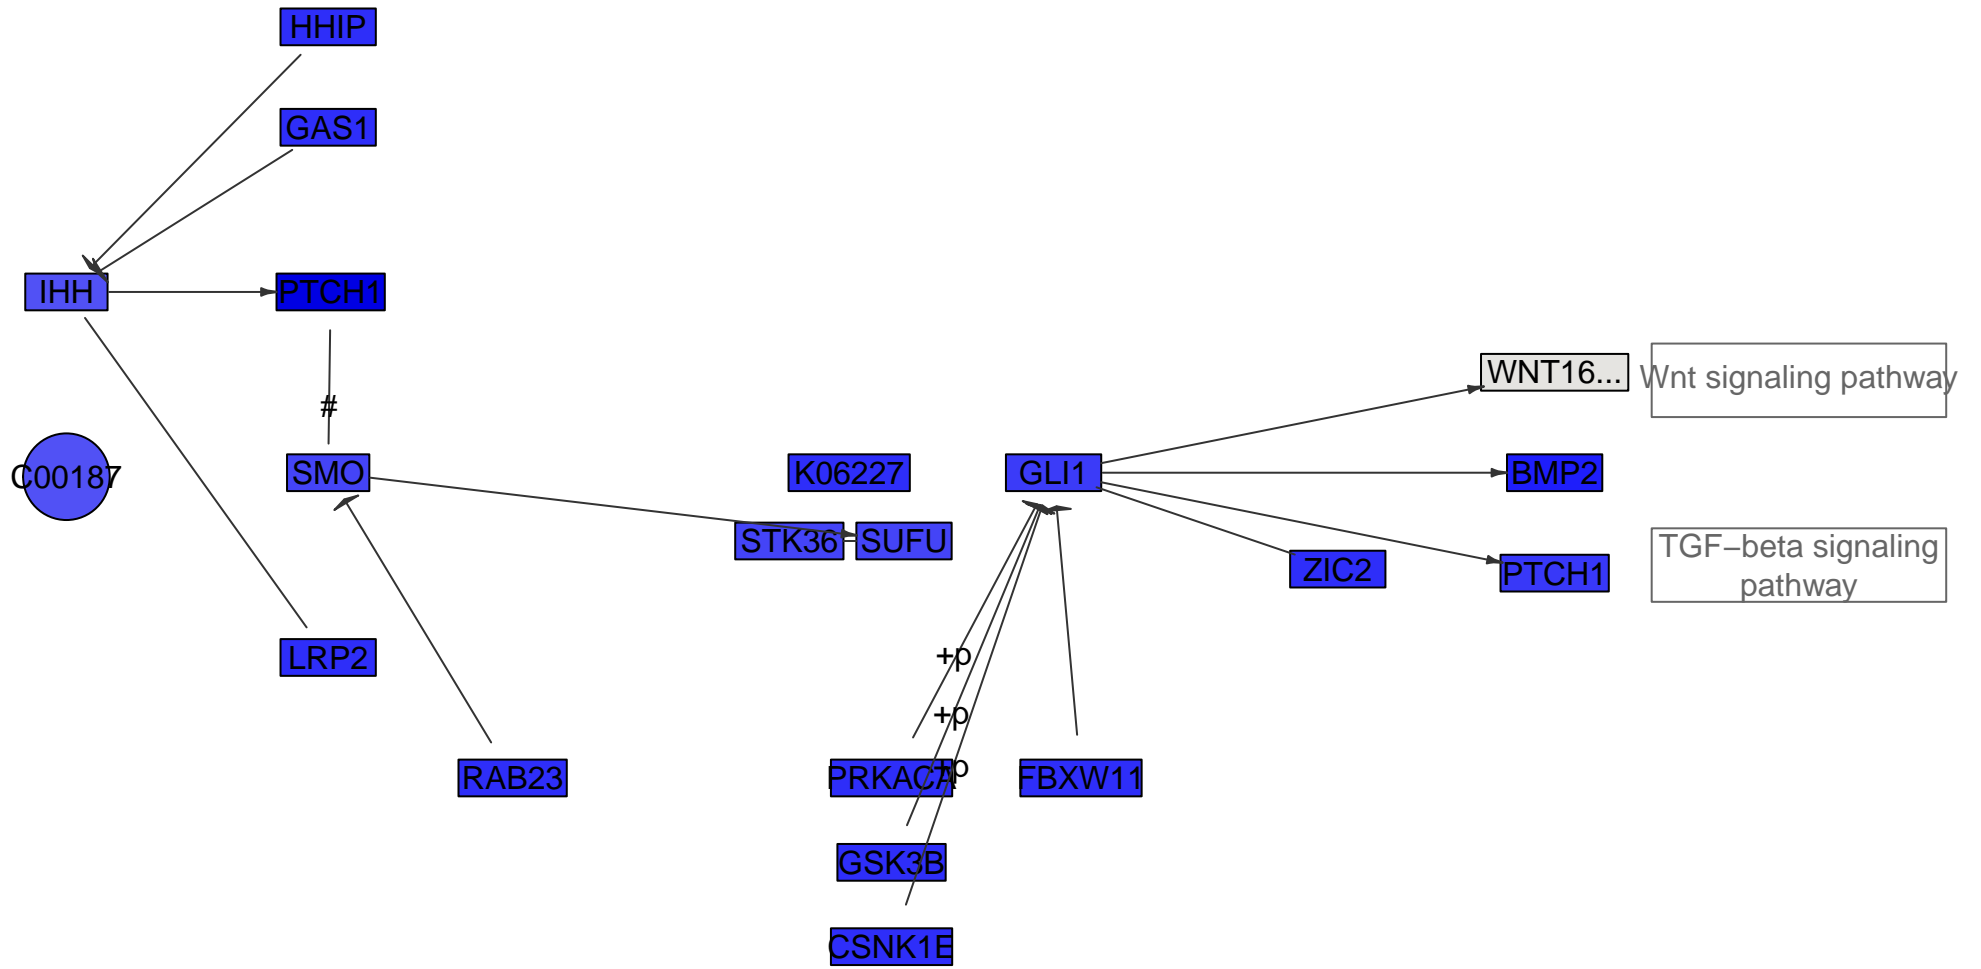 HHIP
GAS1
IHH
PTCH1
WNT16...
Wnt signaling pathway
#
C00187
SMO
K06227
GLI1
BMP2
STK36
SUFU
ZIC2
PTCH1
TGF−beta signaling
pathway
LRP2
+p
+p
+p
RAB23
PRKACA
FBXW11
GSK3B
CSNK1E